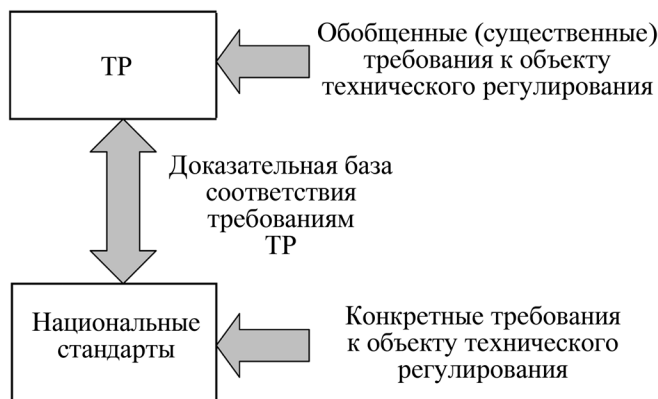 ТР
Обобщенные (существенные)
требования к объекту
технического регулирования
Доказательная база
соответствия
требованиям
ТР
Национальные
стандарты
Конкретные требования
к объекту технического
регулирования